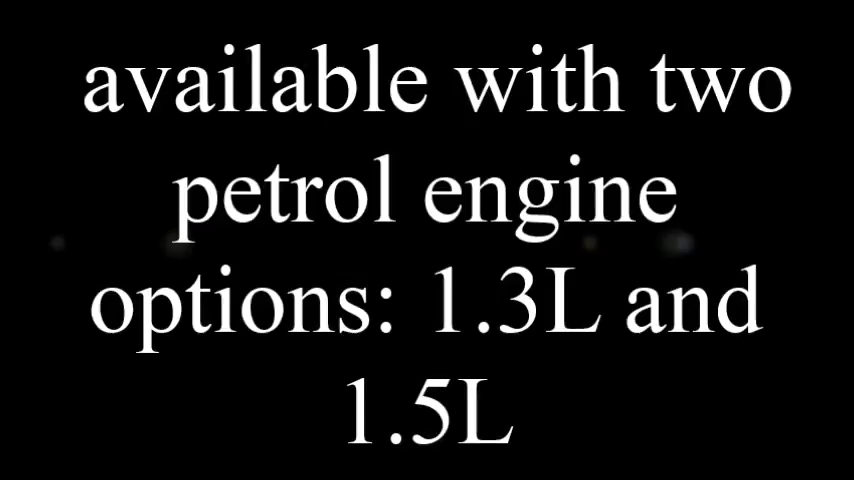 available with two
petrol engine
options: 1.3L and
1.5L